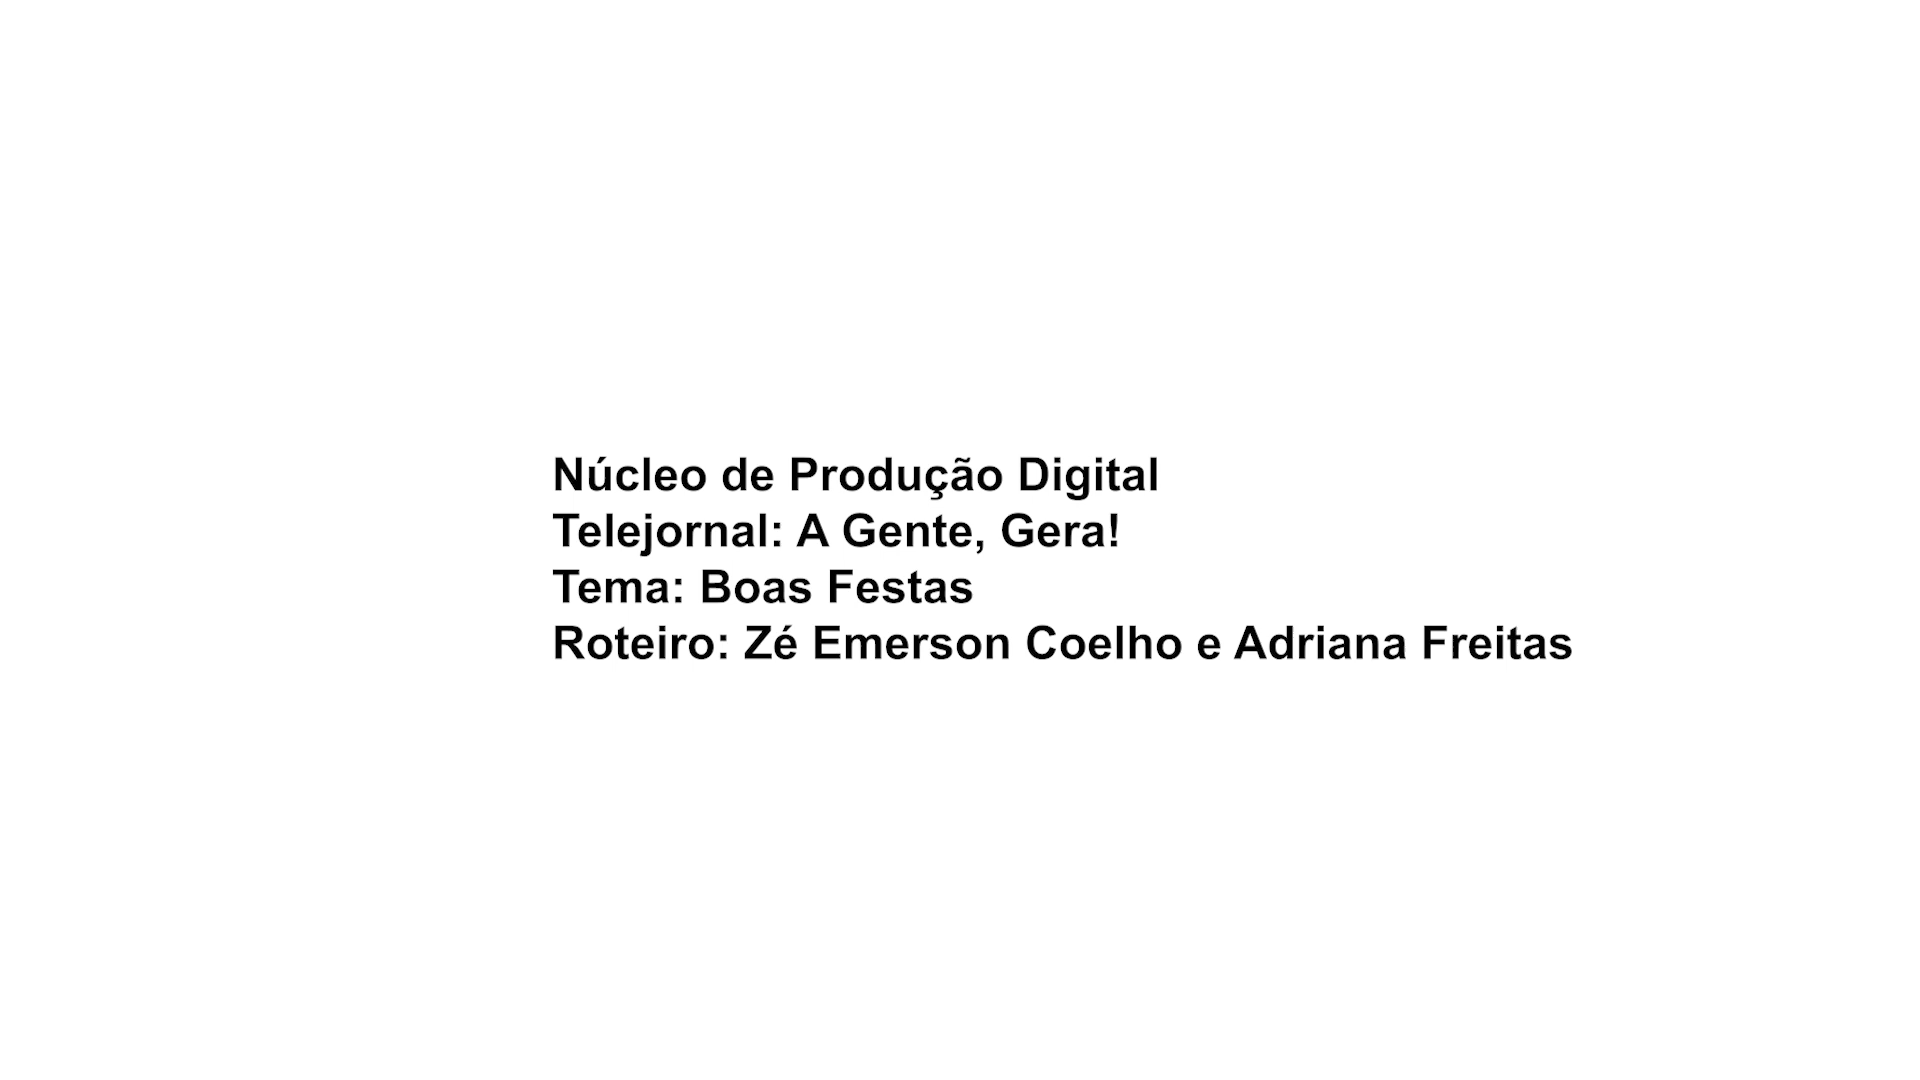 Núcleo de Produção Digital
Telejornal: A Gente, Gera!
Tema: Boas Festas
Roteiro: Zé Emerson Coelho e Adriana Freitas